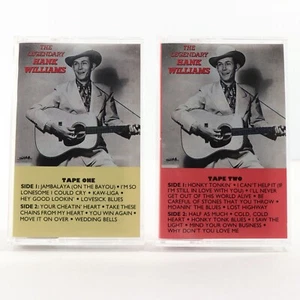 THE
LEGENDARY
HANK
WILLIAMS
TAPE ONE
SIDE 1: JAMBALAYA (ON THE BAYOU) • I'M SO
LONESOME I COULD CRY • KAW-LIGA •
HEY GOOD LOOKIN' • LOVESICK BLUES
SIDE 2: YOUR CHEATIN' HEART • TAKE THESE
CHAINS FROM MY HEART • YOU WIN AGAIN •
MOVE IT ON OVER • WEDDING BELLS
THE
LEGENDARY
HANK
WILLIAMS
TAPE TWO
SIDE 1: HONKY TONKIN' • I CAN'T HELP IT (IF
I'M STILL IN LOVE WITH YOU) • I'LL NEVER
GET OUT OF THIS WORLD ALIVE • BE
CAREFUL OF STONES THAT YOU THROW •
MOANIN' THE BLUES • LOST HIGHWAY
SIDE 2: HALF AS MUCH • COLD, COLD
HEART • HONKY TONK BLUES • I SAW THE
LIGHT • MIND YOUR OWN BUSINESS •
WHY DON'T YOU LOVE ME